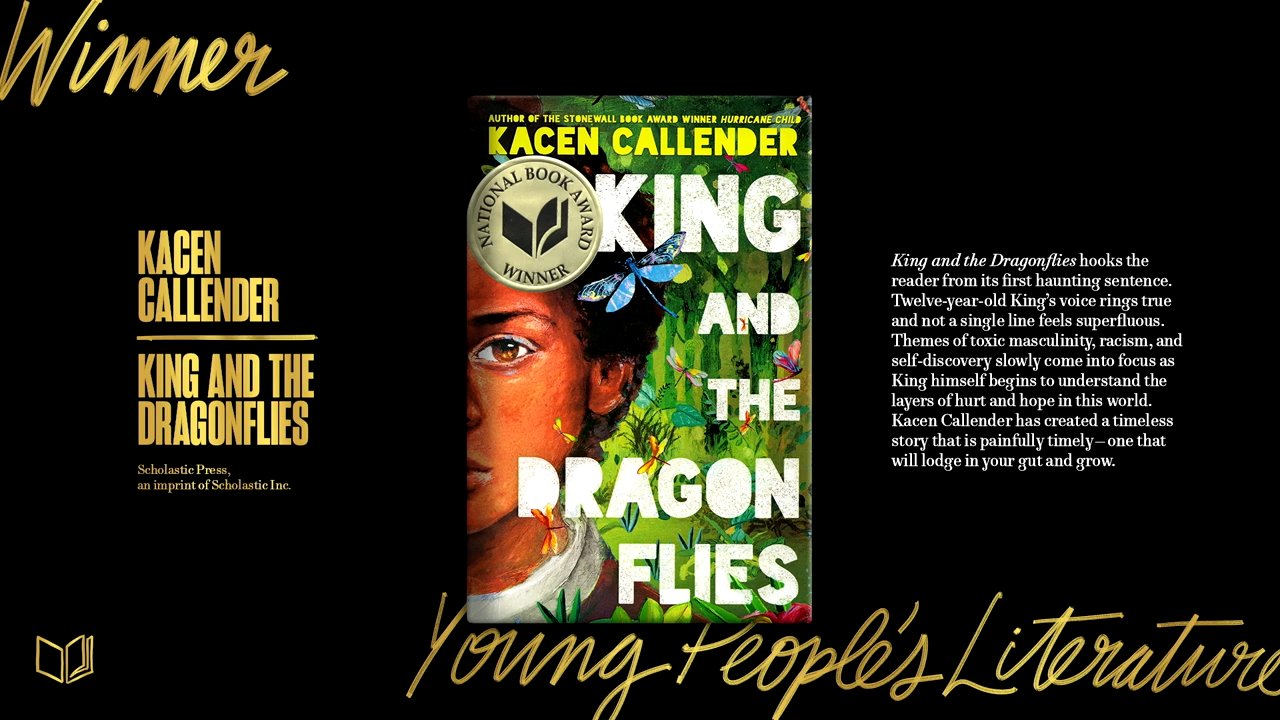 Winner
KACEN
CALLENDER
KING AND THE
DRAGONFLIES
Scholastic Press,
an imprint of Scholastic Inc.
AUTHOR OF THE STONEWALL BOOK AWARD WINNER HURRICANE CHILD
KACEN CALLENDER
NATIONAL BOOK AWARD
WINNER
KING
AND
THE
DRAGON
FLIES
King and the Dragonflies hooks the
reader from its first haunting sentence.
Twelve-year-old King’s voice rings true
and not a single line feels superfluous.
Themes of toxic masculinity, racism, and
self-discovery slowly come into focus as
King himself begins to understand the
layers of hurt and hope in this world.
Kacen Callender has created a timeless
story that is painfully timely—one that
will lodge in your gut and grow.
Young People’s Literature